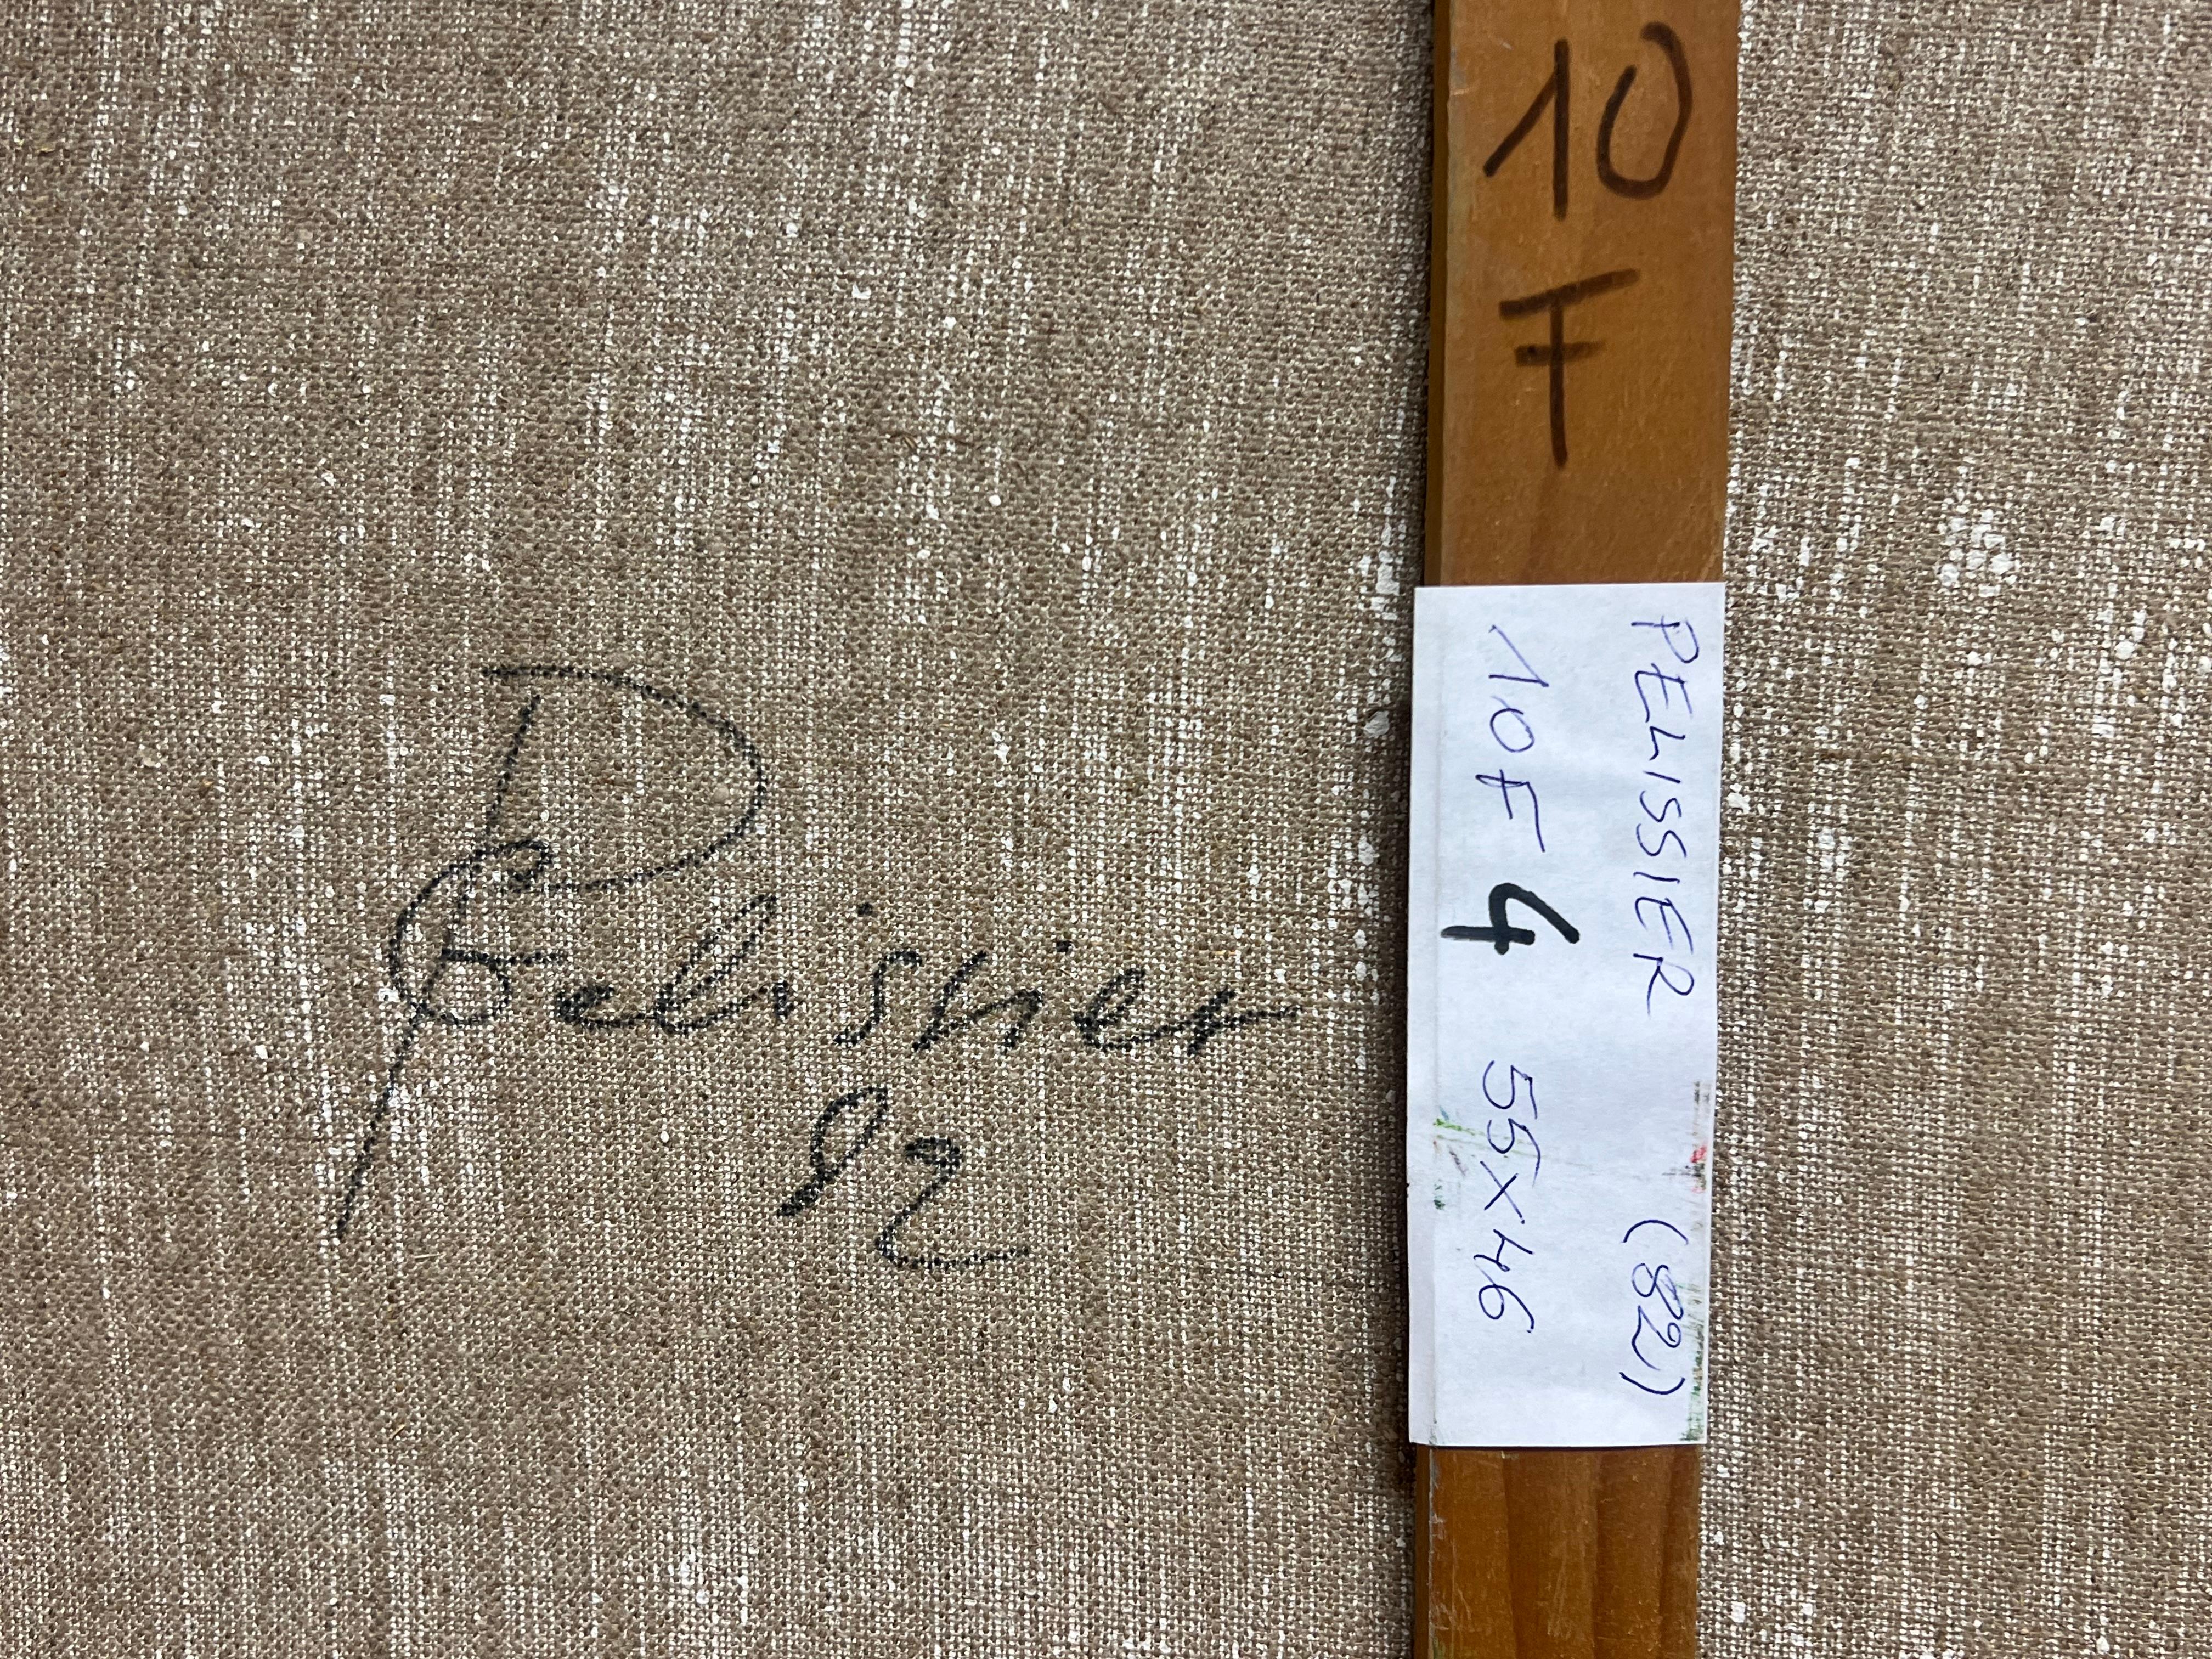 Pelissier
82
10
F
PELISSIER (82)
10F 4 55x46